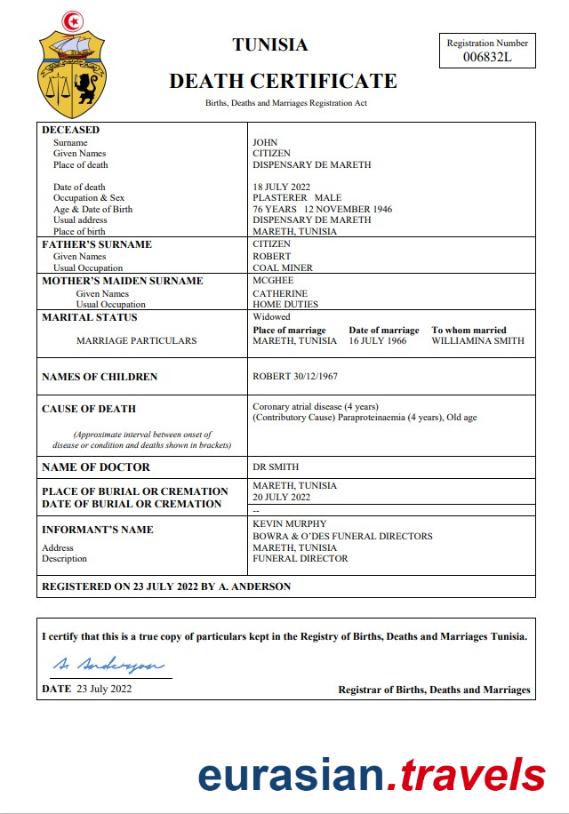 TUNISIA
Registration Number
006832L
DEATH CERTIFICATE
Births, Deaths and Marriages Registration Act
DECEASED
Surname JOHN
Given Names CITIZEN
Place of death DISPENSARY DE MARETH
Date of death 18 JULY 2022
Occupation & Sex PLASTERER MALE
Age & Date of Birth 76 YEARS 12 NOVEMBER 1946
Usual address DISPENSARY DE MARETH
Place of birth MARETH, TUNISIA
FATHER'S SURNAME CITIZEN
Given Names ROBERT
Usual Occupation COAL MINER
MOTHER'S MAIDEN SURNAME MCGHEE
Given Names CATHERINE
Usual Occupation HOME DUTIES
MARITAL STATUS Widowed
Place of marriage Date of marriage To whom married
MARRIAGE PARTICULARS MARETH, TUNISIA 16 JULY 1966 WILLIAMINA SMITH
NAMES OF CHILDREN ROBERT 30/12/1967
CAUSE OF DEATH Coronary atrial disease (4 years)
(Contributory Cause) Paraproteinaemia (4 years), Old age
(Approximate interval between onset of
disease or condition and deaths shown in brackets)
NAME OF DOCTOR DR SMITH
PLACE OF BURIAL OR CREMATION MARETH, TUNISIA
DATE OF BURIAL OR CREMATION 20 JULY 2022
--
INFORMANT'S NAME KEVIN MURPHY
BOWRA & O'DES FUNERAL DIRECTORS
Address MARETH, TUNISIA
Description FUNERAL DIRECTOR
REGISTERED ON 23 JULY 2022 BY A. ANDERSON
I certify that this is a true copy of particulars kept in the Registry of Births, Deaths and Marriages Tunisia.
A. Anderson
DATE 23 July 2022
Registrar of Births, Deaths and Marriages
eurasian.travels